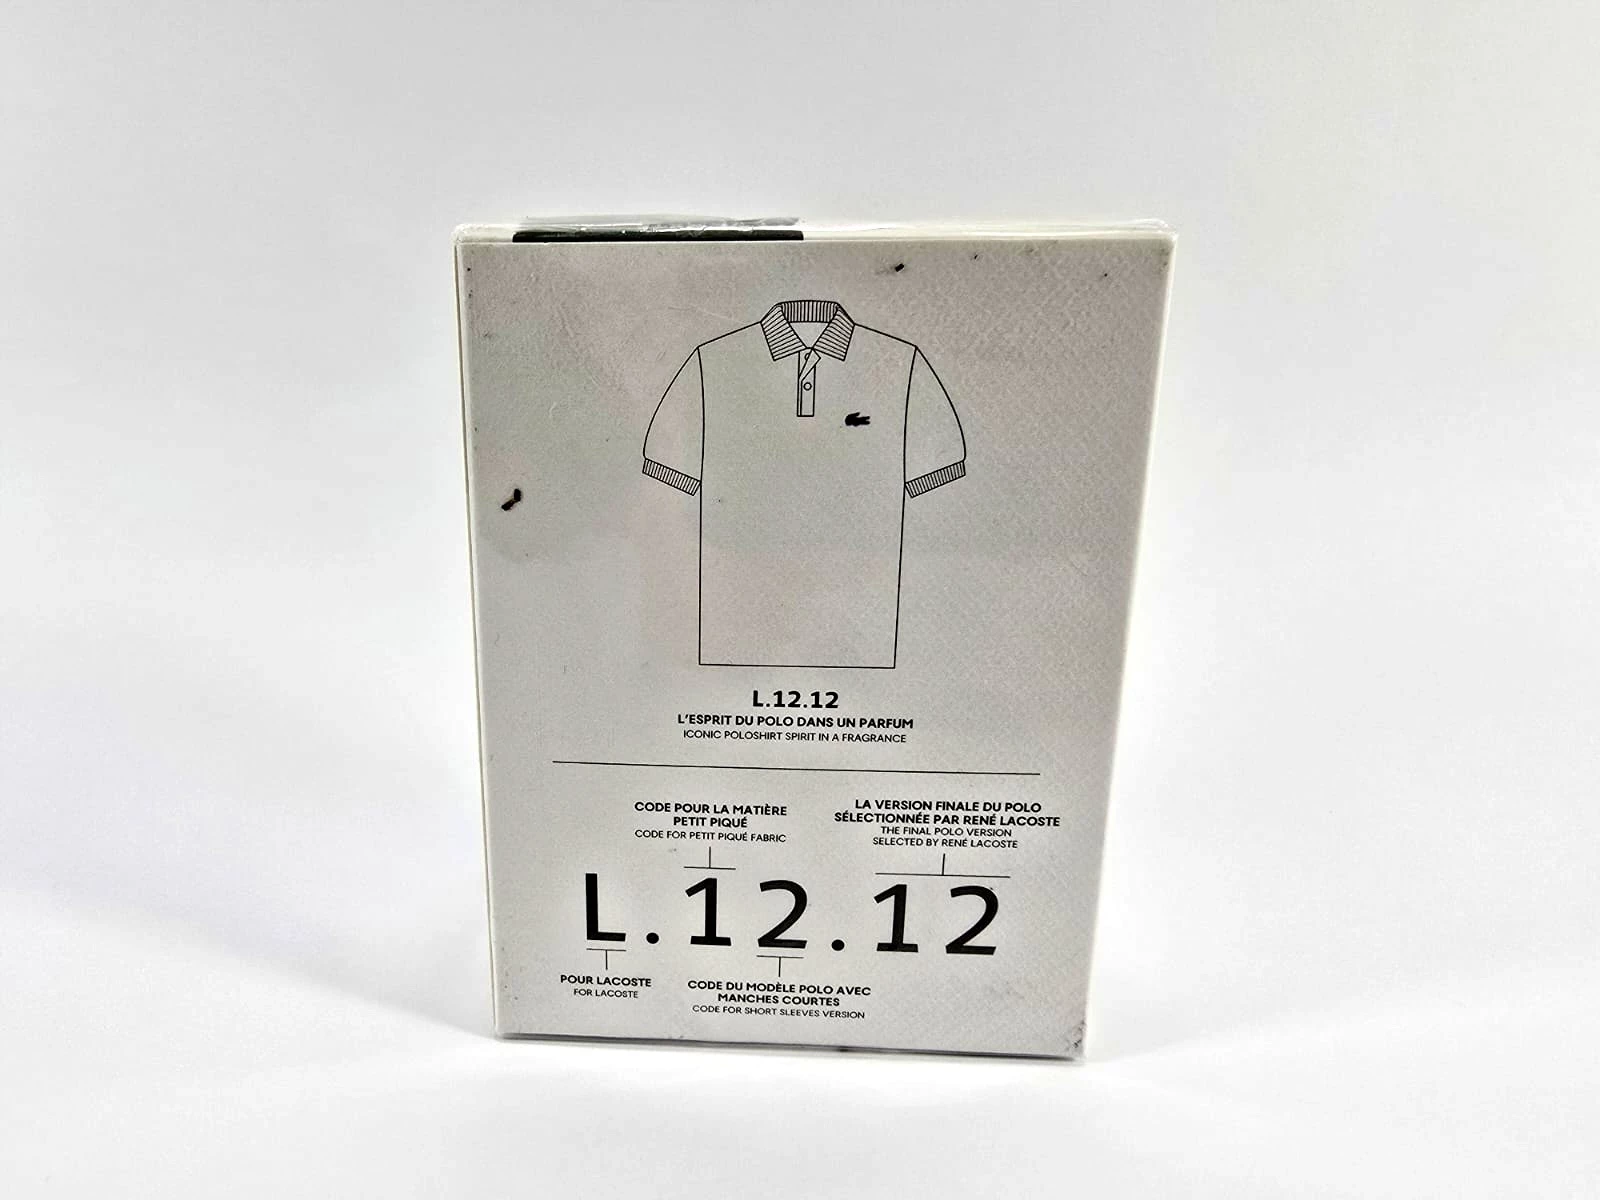 L.12.12
L'ESPRIT DU POLO DANS UN PARFUM
ICONIC POLOSHIRT SPIRIT IN A FRAGRANCE
CODE POUR LA MATIÈRE
PETIT PIQUÉ
CODE FOR PETIT PIQUÉ FABRIC
LA VERSION FINALE DU POLO
SÉLECTIONNÉE PAR RENÉ LACOSTE
THE FINAL POLO VERSION
SELECTED BY RENÉ LACOSTE
L.12.12
POUR LACOSTE
FOR LACOSTE
CODE DU MODÈLE POLO AVEC
MANCHES COURTES
CODE FOR SHORT SLEEVES VERSION